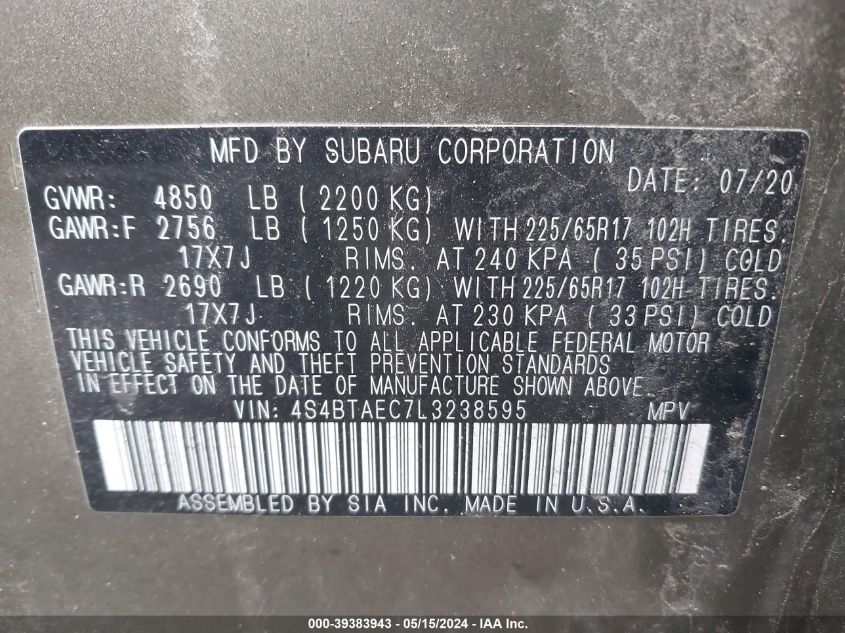 MFD BY SUBARU CORPORATION
DATE: 07/20
GVWR: 4850 LB ( 2200 KG)
GAWR:F 2756 LB ( 1250 KG) WITH 225/65R17 102H TIRES.
17X7J RIMS. AT 240 KPA ( 35 PSI) COLD
GAWR:R 2690 LB ( 1220 KG) WITH 225/65R17 102H TIRES.
17X7J RIMS. AT 230 KPA ( 33 PSI) COLD
THIS VEHICLE CONFORMS TO ALL APPLICABLE FEDERAL MOTOR
VEHICLE SAFETY AND THEFT PREVENTION STANDARDS
IN EFFECT ON THE DATE OF MANUFACTURE SHOWN ABOVE.
VIN: 4S4BTAEC7L3238595 MPV
ASSEMBLED BY SIA INC. MADE IN U.S.A.
000-39383943 - 05/15/2024 - IAA Inc.